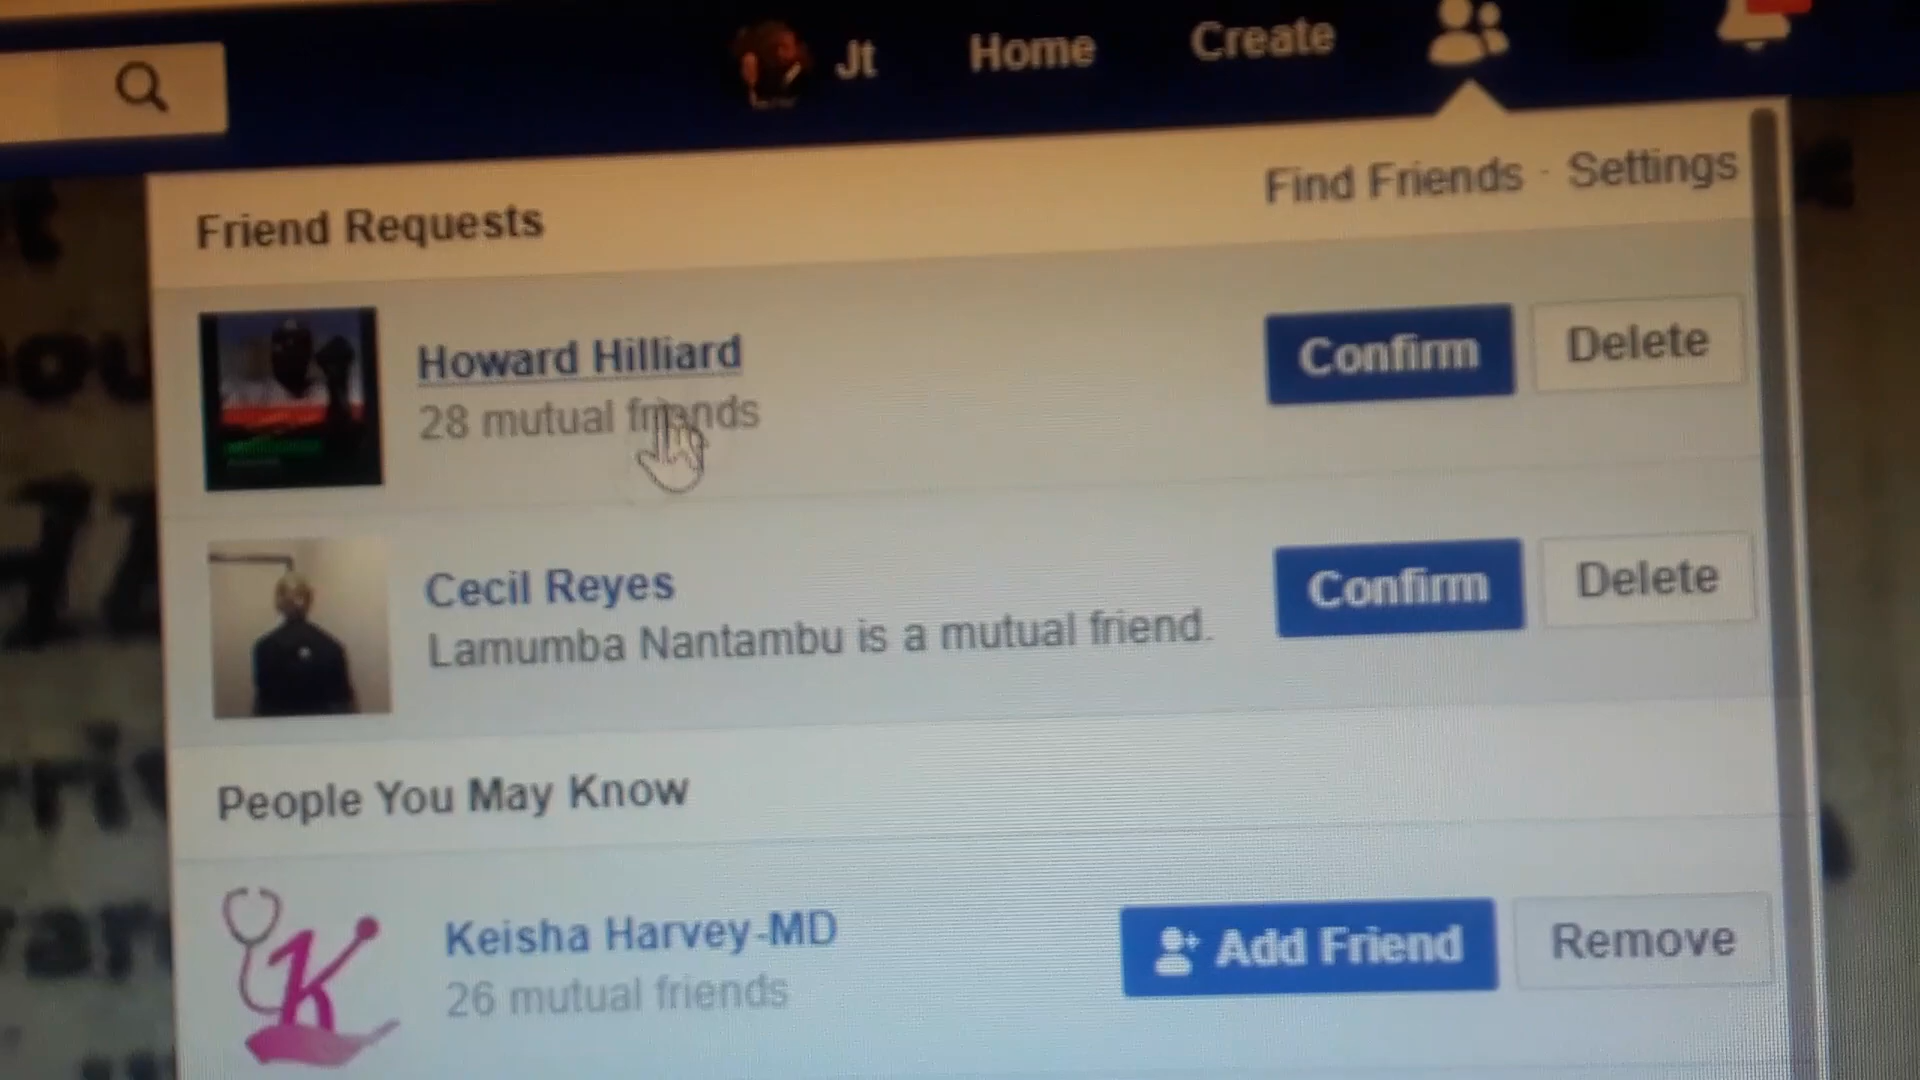 Jt Home Create
Friend Requests Find Friends · Settings
Howard Hilliard Confirm Delete
28 mutual friends
Cecil Reyes Confirm Delete
Lamumba Nantambu is a mutual friend.
People You May Know
Keisha Harvey-MD Add Friend Remove
26 mutual friends
K